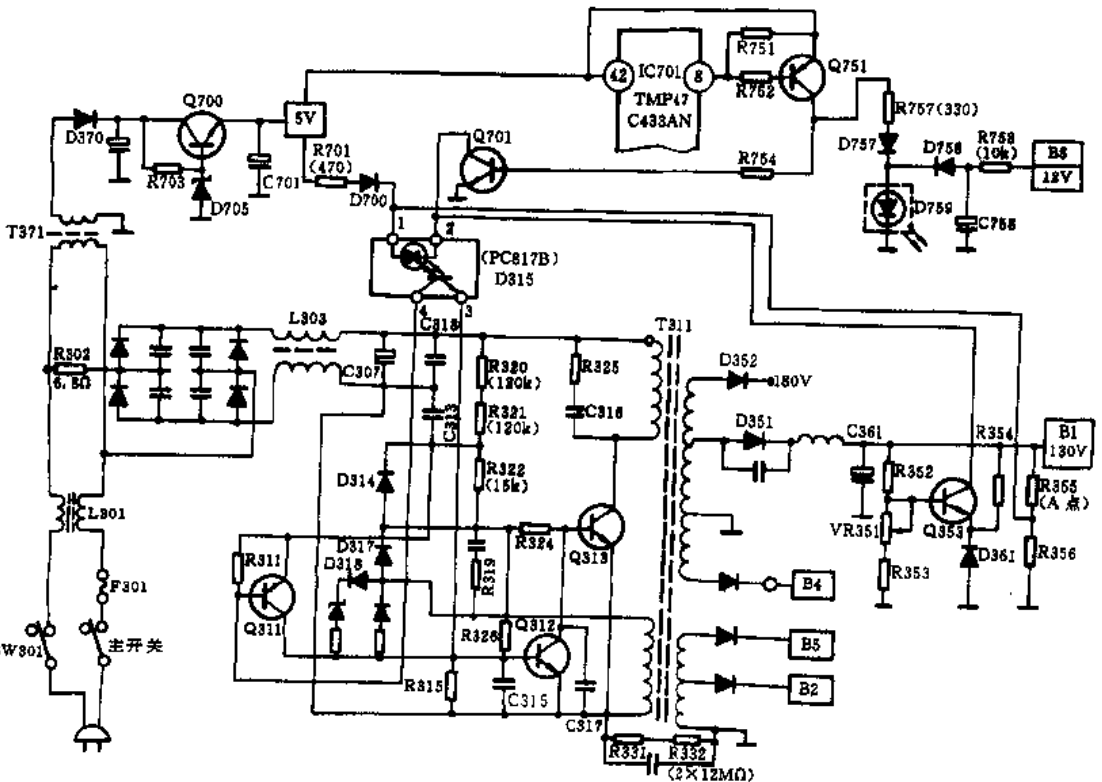 R751
42
IC701
8
R752
Q751
TMP47
C433AN
Q700
5V
D370
R703
C701
D705
R701
(470)
D700
Q701
R754
R757(330)
D757
D758
R758
(10k)
12V
D759
T371
1
2
(PC817B)
D315
4
3
L303
C318
T311
R302
C307
R320
(120k)
R325
D352
180V
C313
R321
(120k)
C316
D351
C361
R354
B1
130V
D314
R322
(15k)
R352
R355
(A点)
VR351
Q353
L301
D317
R324
Q313
D361
R356
R311
D318
R319
R353
F301
B4
Q311
R326
Q312
W301
主开关
B5
R315
C315
B2
C317
R331
R332
(2×12MΩ)